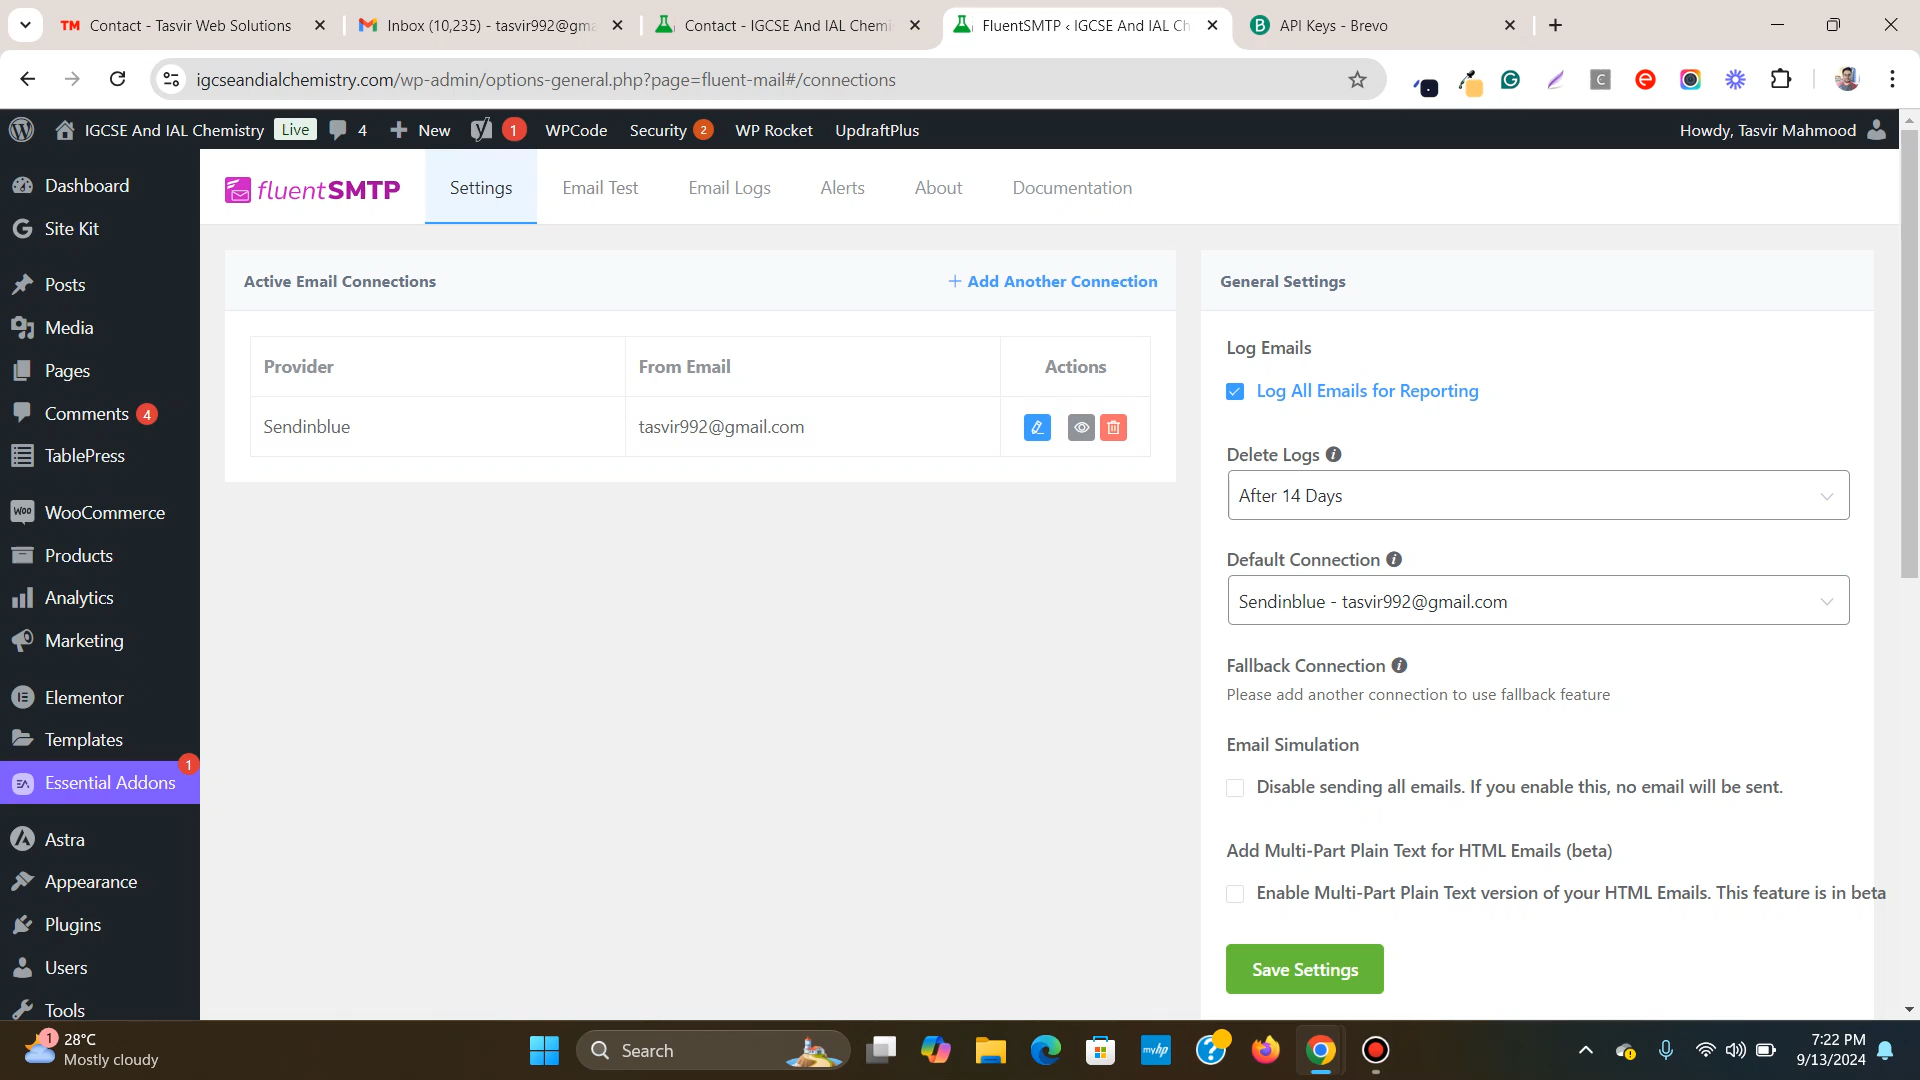 TM Contact - Tasvir Web Solutions
Inbox (10,235) - tasvir992@gma
Contact - IGCSE And IAL Chemi
FluentSMTP ‹ IGCSE And IAL Ch
B API Keys - Brevo
igcseandialchemistry.com/wp-admin/options-general.php?page=fluent-mail#/connections
IGCSE And IAL Chemistry Live 4 New 1 WPCode Security 2 WP Rocket UpdraftPlus Howdy, Tasvir Mahmood
Dashboard
Site Kit
Posts
Media
Pages
Comments 4
TablePress
Woo WooCommerce
Products
Analytics
Marketing
Elementor
Templates
1
EA Essential Addons
Astra
Appearance
Plugins
Users
Tools
fluentSMTP
Settings
Email Test
Email Logs
Alerts
About
Documentation
Active Email Connections
+ Add Another Connection
Provider From Email Actions
Sendinblue tasvir992@gmail.com
General Settings
Log Emails
Log All Emails for Reporting
Delete Logs i
After 14 Days
Default Connection i
Sendinblue - tasvir992@gmail.com
Fallback Connection i
Please add another connection to use fallback feature
Email Simulation
Disable sending all emails. If you enable this, no email will be sent.
Add Multi-Part Plain Text for HTML Emails (beta)
Enable Multi-Part Plain Text version of your HTML Emails. This feature is in beta
Save Settings
1
28°C
Mostly cloudy
Search
myhp
7:22 PM
9/13/2024